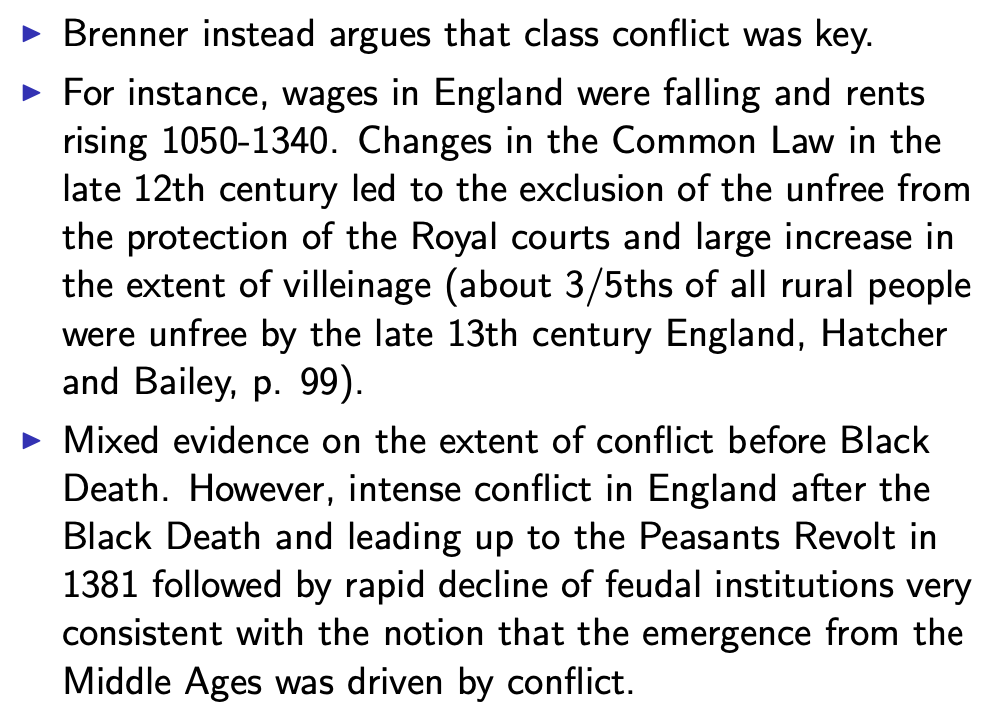 Brenner instead argues that class conflict was key.
For instance, wages in England were falling and rents
rising 1050-1340. Changes in the Common Law in the
late 12th century led to the exclusion of the unfree from
the protection of the Royal courts and large increase in
the extent of villeinage (about 3/5ths of all rural people
were unfree by the late 13th century England, Hatcher
and Bailey, p. 99).
Mixed evidence on the extent of conflict before Black
Death. However, intense conflict in England after the
Black Death and leading up to the Peasants Revolt in
1381 followed by rapid decline of feudal institutions very
consistent with the notion that the emergence from the
Middle Ages was driven by conflict.